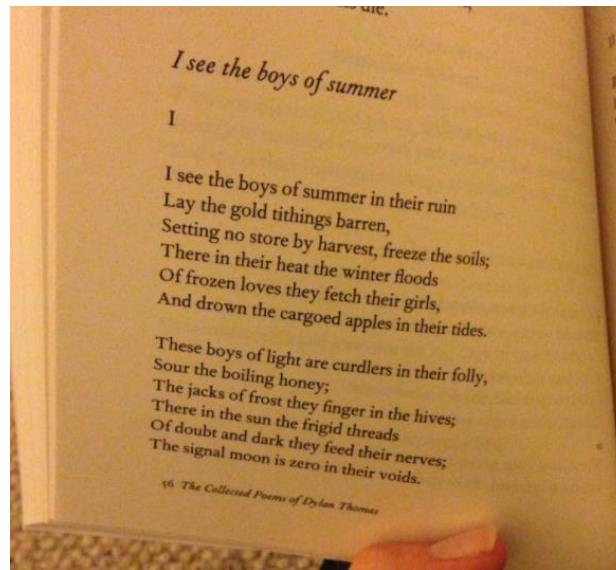 die.
I see the boys of summer
I
I see the boys of summer in their ruin
Lay the gold tithings barren,
Setting no store by harvest, freeze the soils;
There in their heat the winter floods
Of frozen loves they fetch their girls,
And drown the cargoed apples in their tides.
These boys of light are curdlers in their folly,
Sour the boiling honey;
The jacks of frost they finger in the hives;
There in the sun the frigid threads
Of doubt and dark they feed their nerves;
The signal moon is zero in their voids.
56 The Collected Poems of Dylan Thomas